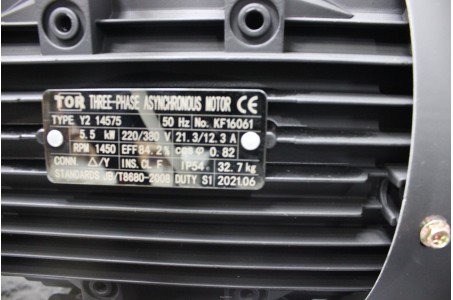 TOR THREE-PHASE ASYNCHRONOUS MOTOR CE
TYPE Y2 14575 50 Hz No. KF16061
5.5 kW 220/380 V 21.3/12.3 A
RPM 1450 EFF 84.2% COS φ 0.82
CONN. △/Y INS.CL F IP54 32.7 kg
STANDARDS JB/T8680-2008 DUTY S1 2021.06